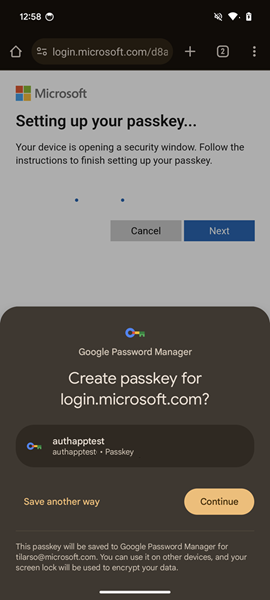 12:58
login.microsoft.com/d8a
2
Microsoft
Setting up your passkey...
Your device is opening a security window. Follow the
instructions to finish setting up your passkey.
Cancel
Next
Google Password Manager
Create passkey for
login.microsoft.com?
authapptest
authapptest • Passkey
Save another way
Continue
This passkey will be saved to Google Password Manager for
tilarso@microsoft.com. You can use it on other devices, and your
screen lock will be used to encrypt your data.